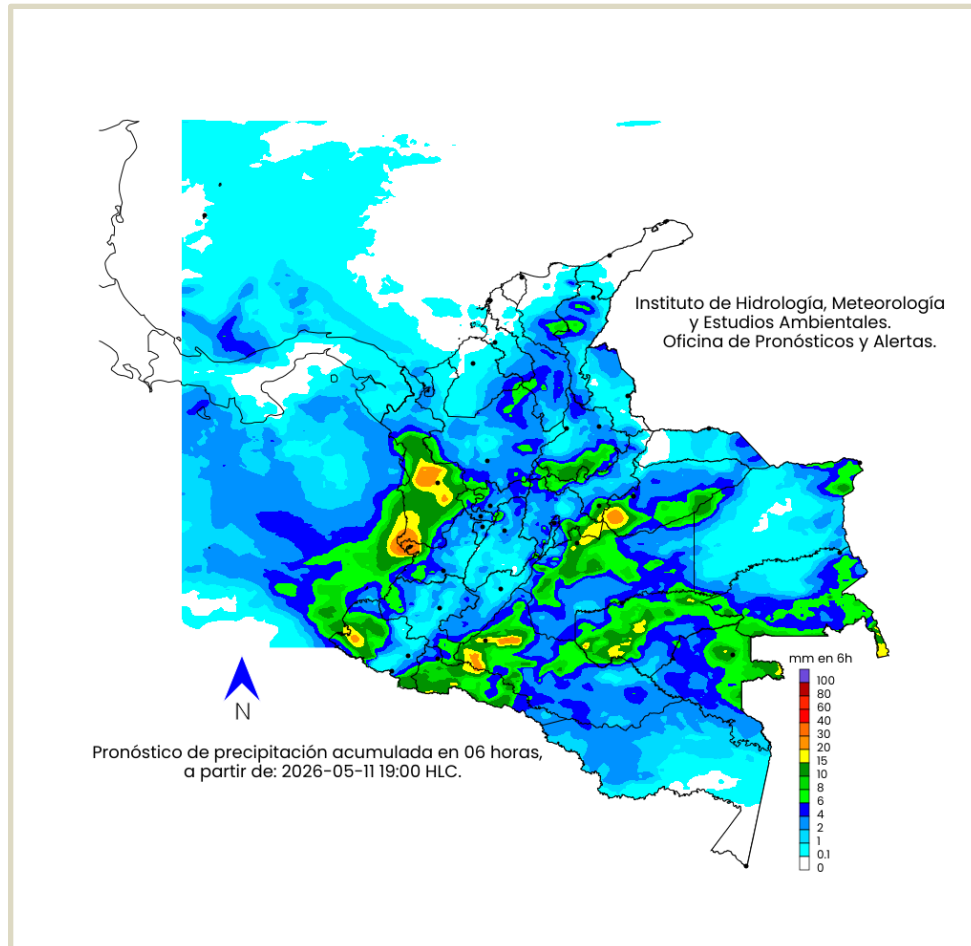 Instituto de Hidrología, Meteorología
y Estudios Ambientales.
Oficina de Pronósticos y Alertas.
mm en 6h
100
80
60
40
30
20
15
10
8
6
4
2
1
0.1
0
N
Pronóstico de precipitación acumulada en 06 horas,
a partir de: 2026-05-11 19:00 HLC.